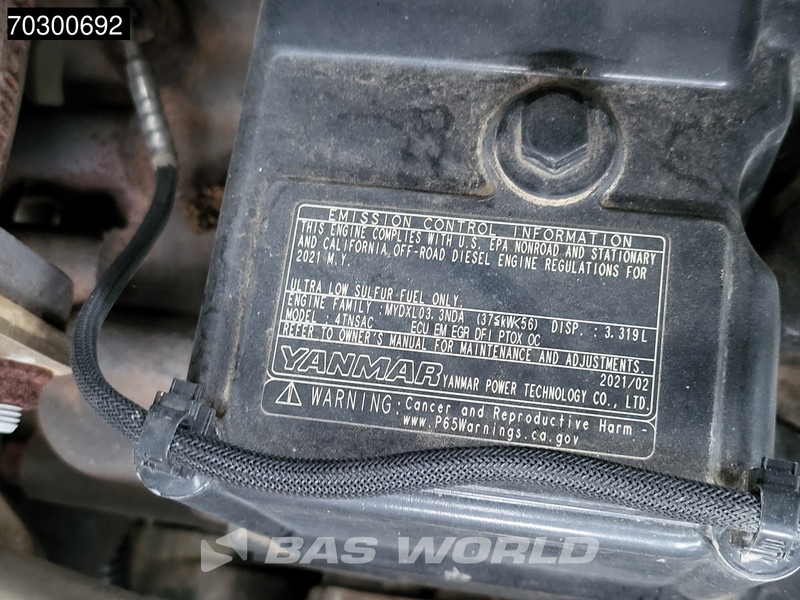 70300692
EMISSION CONTROL INFORMATION
THIS ENGINE COMPLIES WITH U.S. EPA NONROAD AND STATIONARY
AND CALIFORNIA OFF-ROAD DIESEL ENGINE REGULATIONS FOR
2021 M.Y.
ULTRA LOW SULFUR FUEL ONLY.
ENGINE FAMILY :MYDXL03.3NDA (37≦kW<56) DISP. :3.319L
MODEL :4TNSAC ECU EM EGR DFI PTOX OC
REFER TO OWNER'S MANUAL FOR MAINTENANCE AND ADJUSTMENTS.
2021/02
YANMAR YANMAR POWER TECHNOLOGY CO., LTD.
WARNING:Cancer and Reproductive Harm -
www.P65Warnings.ca.gov
BAS WORLD